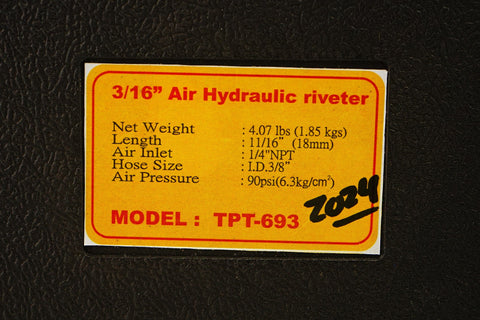 3/16” Air Hydraulic riveter
Net Weight : 4.07 lbs (1.85 kgs)
Length : 11/16” (18mm)
Air Inlet : 1/4"NPT
Hose Size : I.D.3/8”
Air Pressure : 90psi(6.3kg/cm²)
2024
MODEL : TPT-693